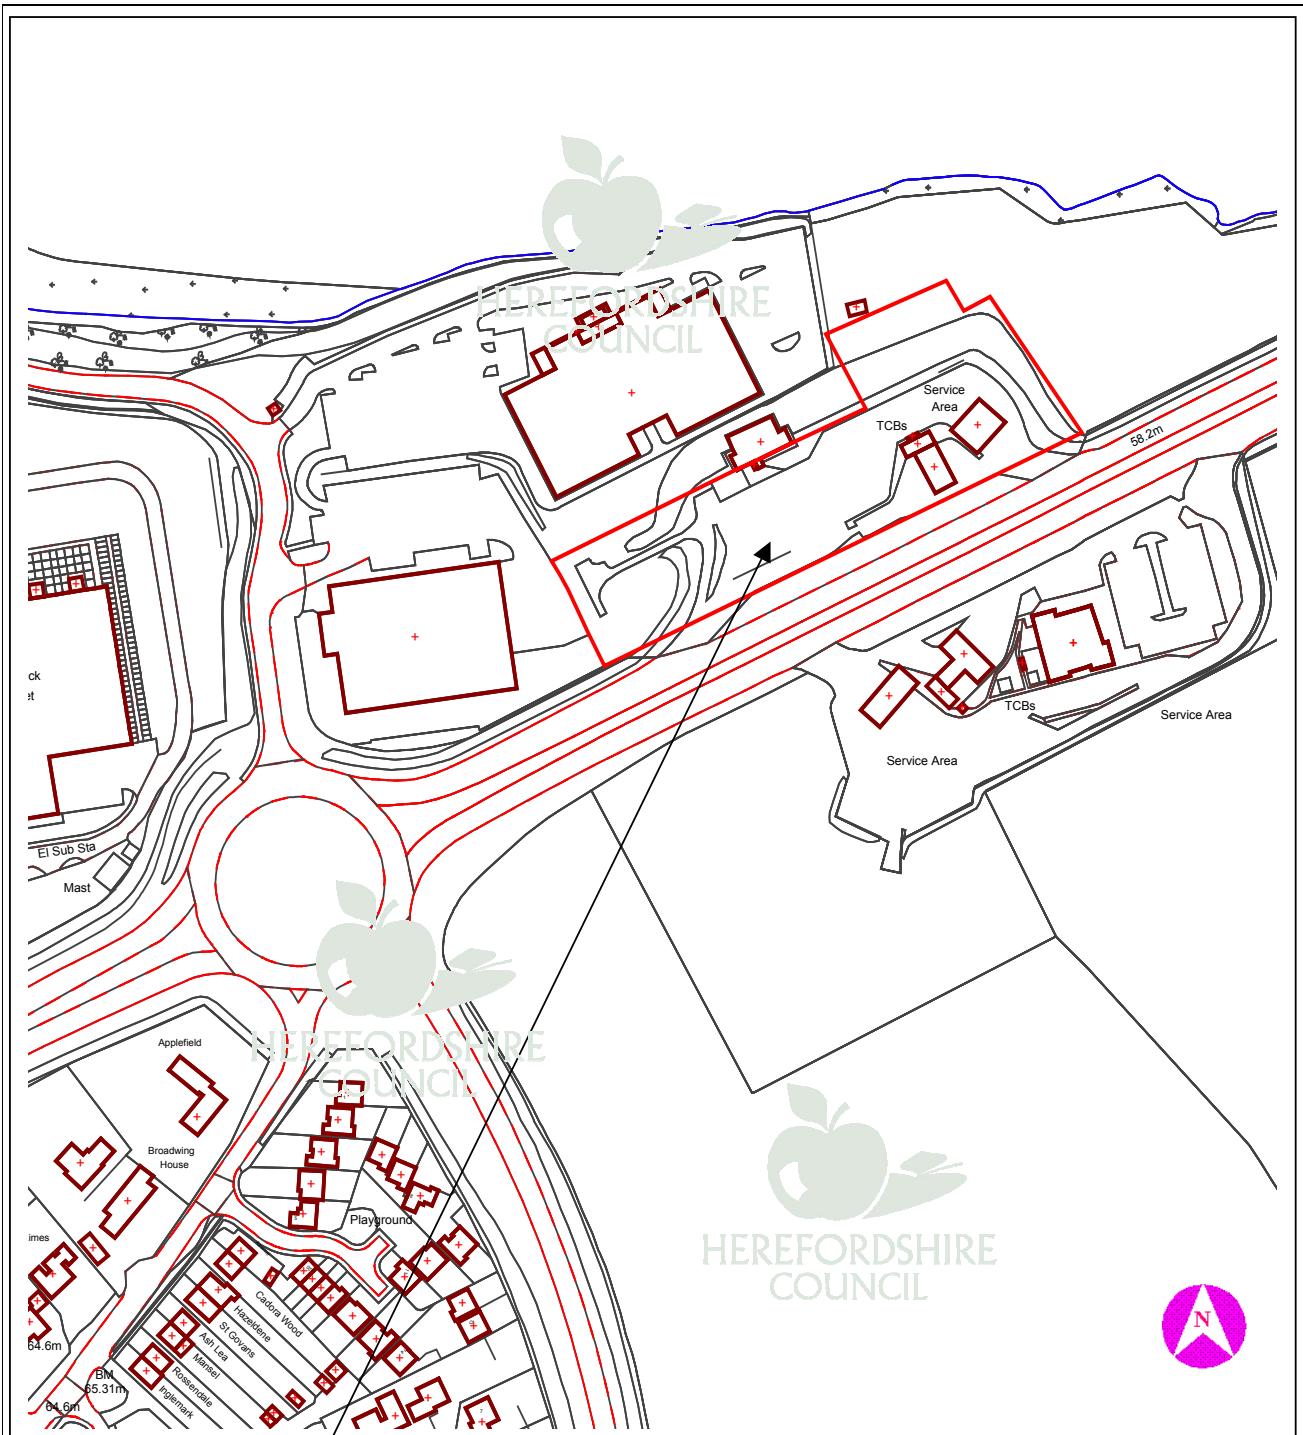 HEREFORDSHIRE
COUNCIL
Service
Area
TCBs
58.2m
ck
et
TCBs
Service Area
Service Area
El Sub Sta
Mast
HEREFORDSHIRE
COUNCIL
Applefield
Broadwing
House
Playground
HEREFORDSHIRE
COUNCIL
imes
Cadora Wood
Hazeldene
St Govans
Ash Lea
Mansel
Rossendale
Inglemark
64.6m
BM
65.31m
64.6m
N